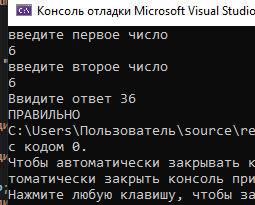 Консоль отладки Microsoft Visual Studio
введите первое число
6
введите второе число
6
Ввидите ответ 36
ПРАВИЛЬНО
C:\Users\Пользователь\source\re
с кодом 0.
Чтобы автоматически закрывать к
томатически закрыть консоль при
Нажмите любую клавишу, чтобы за